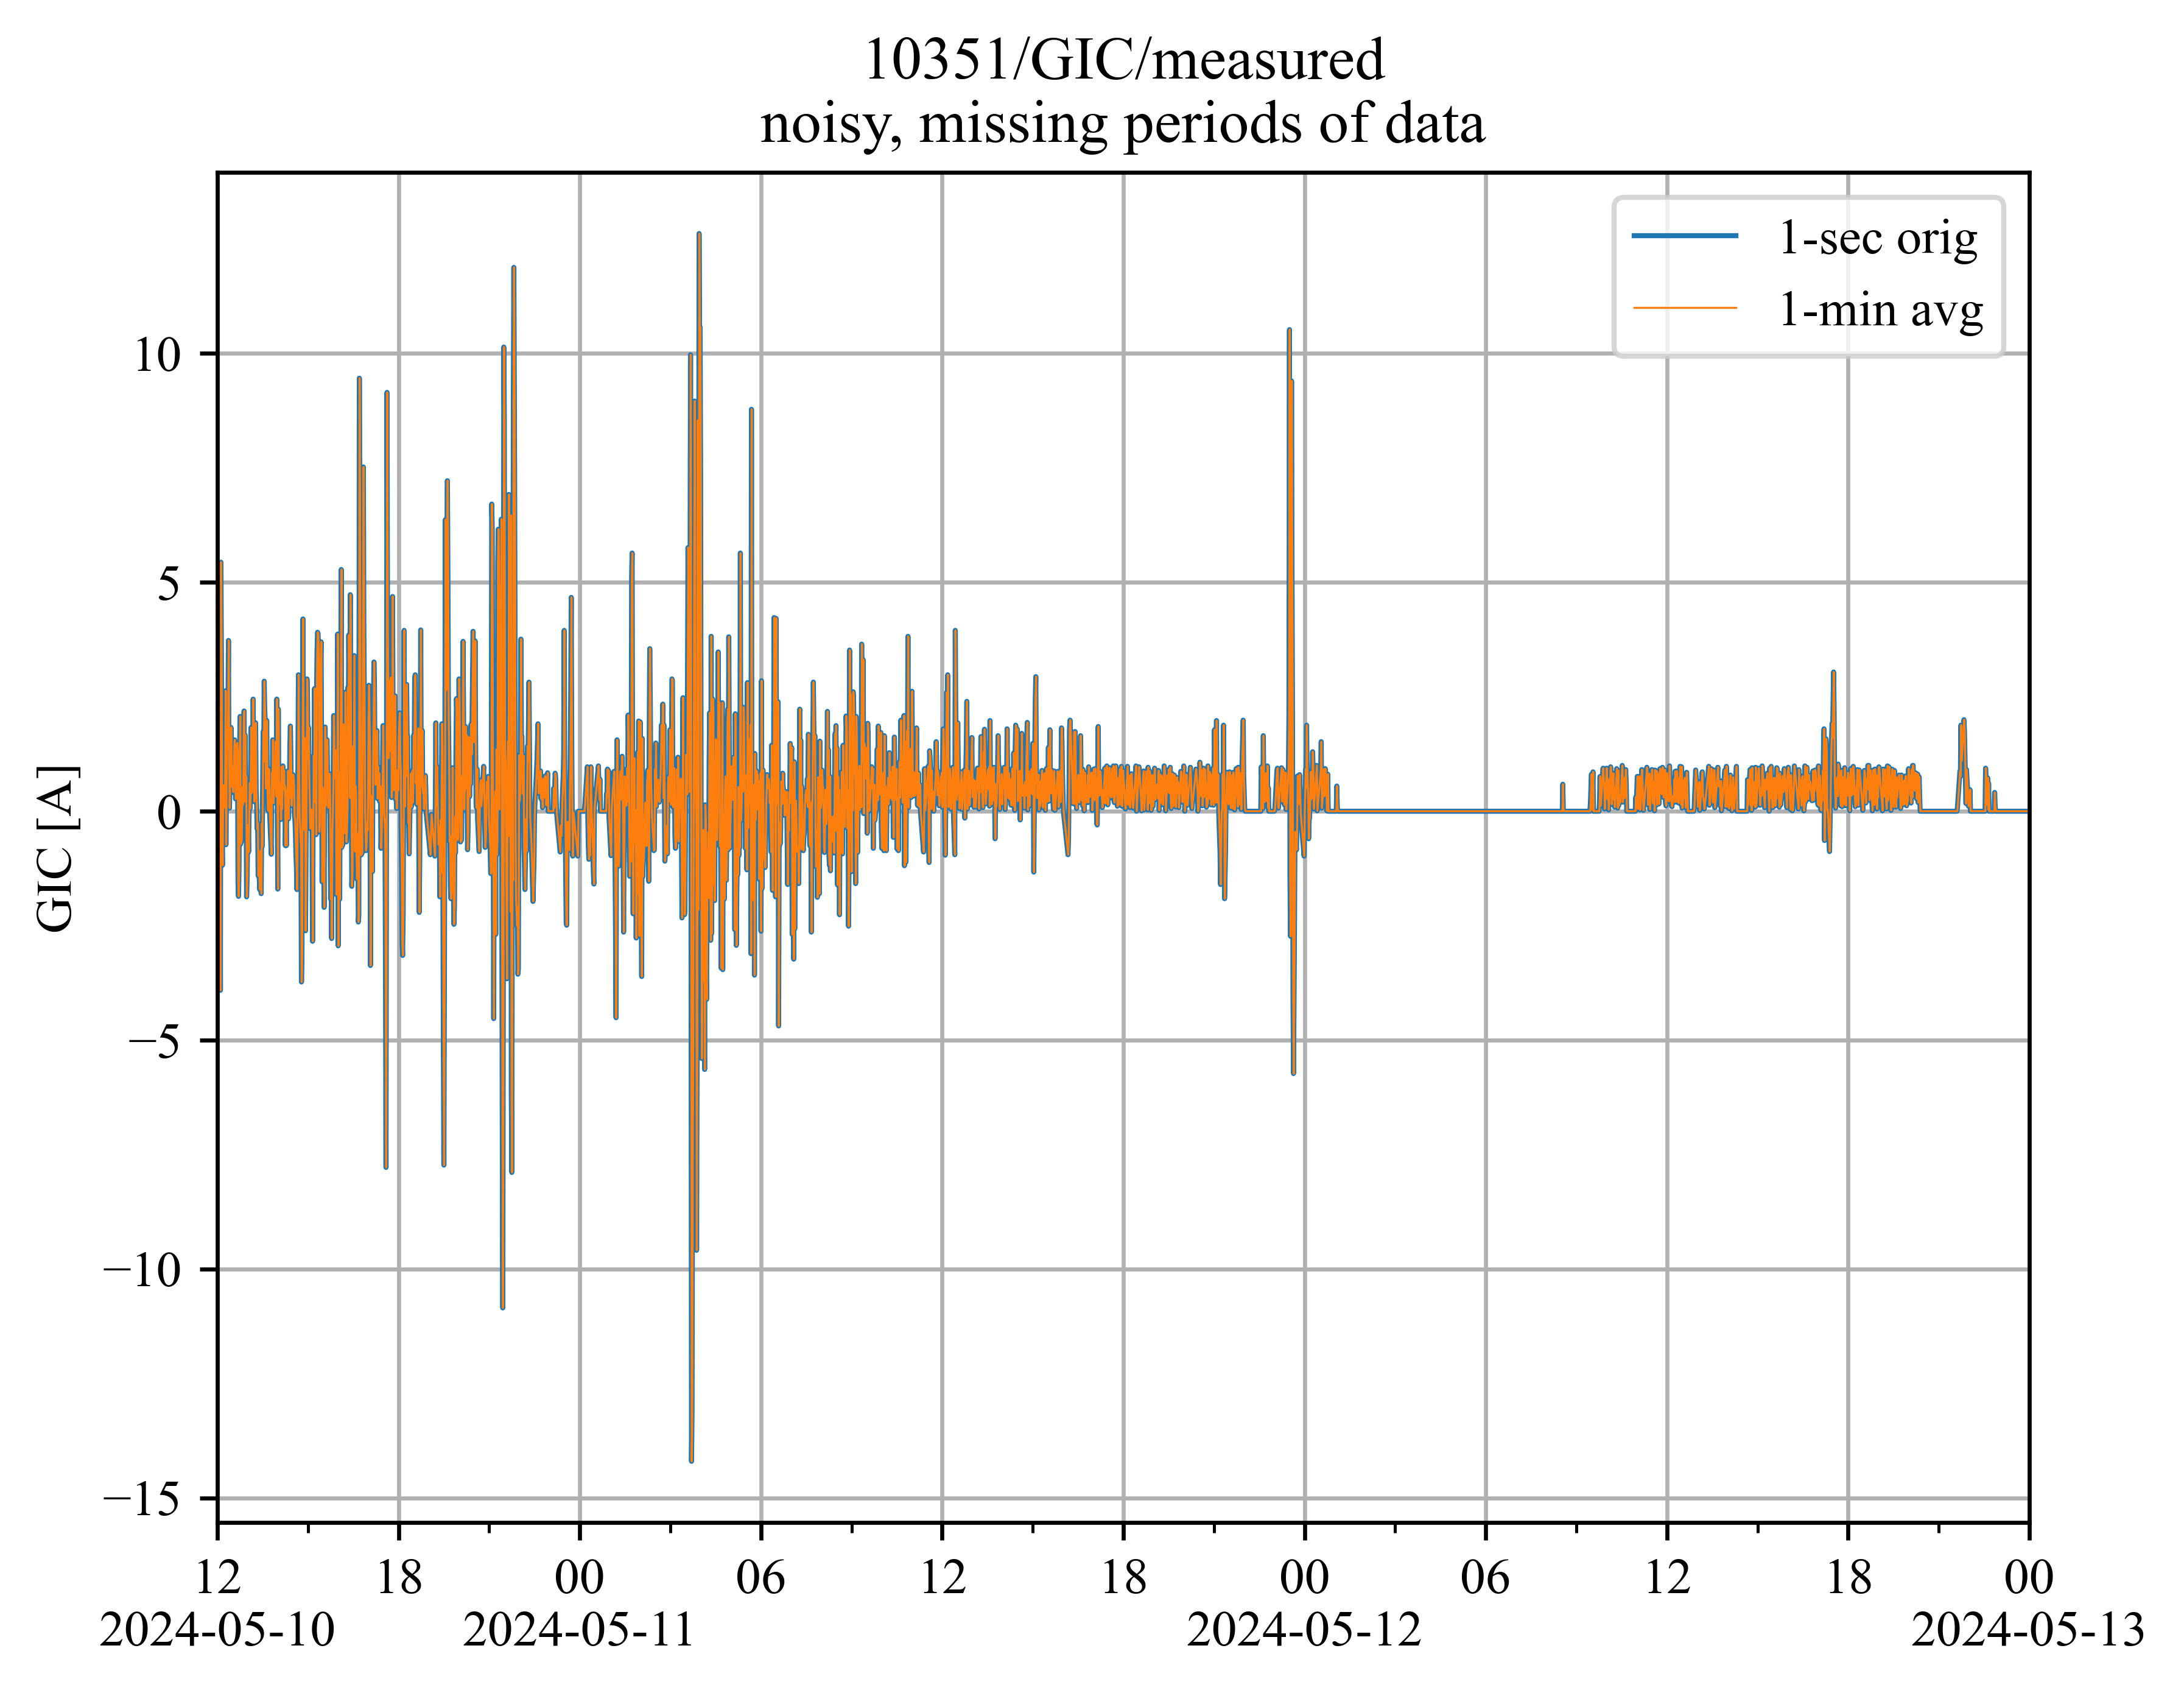 10351/GIC/measured
noisy, missing periods of data
1-sec orig
1-min avg
GIC [A]
10
5
0
−5
−10
−15
12 18 00 06 12 18 00 06 12 18 00
2024-05-10 2024-05-11 2024-05-12 2024-05-13